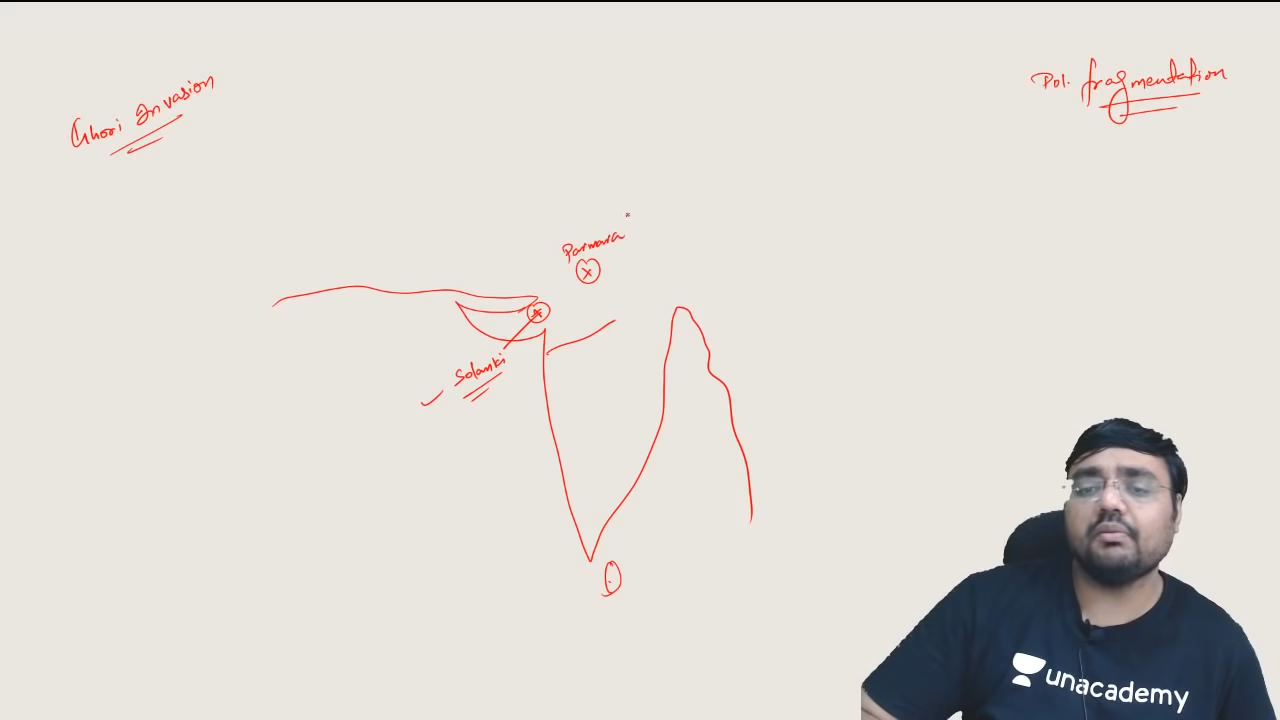 Ghori Invasion
Pol. fragmentation
Parmara
Solanki
unacademy